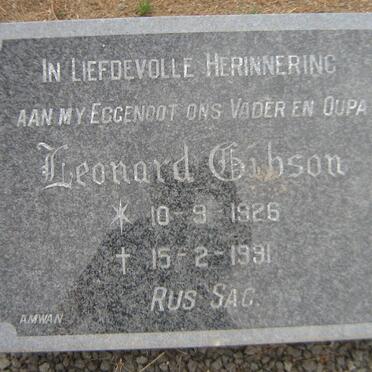 IN LIEFDEVOLLE HERINNERING
AAN MY EGGENOOT ONS VADER EN OUPA
Leonard Gibson
* 10-9-1926
† 15-2-1991
RUS SAG.
AMWAN